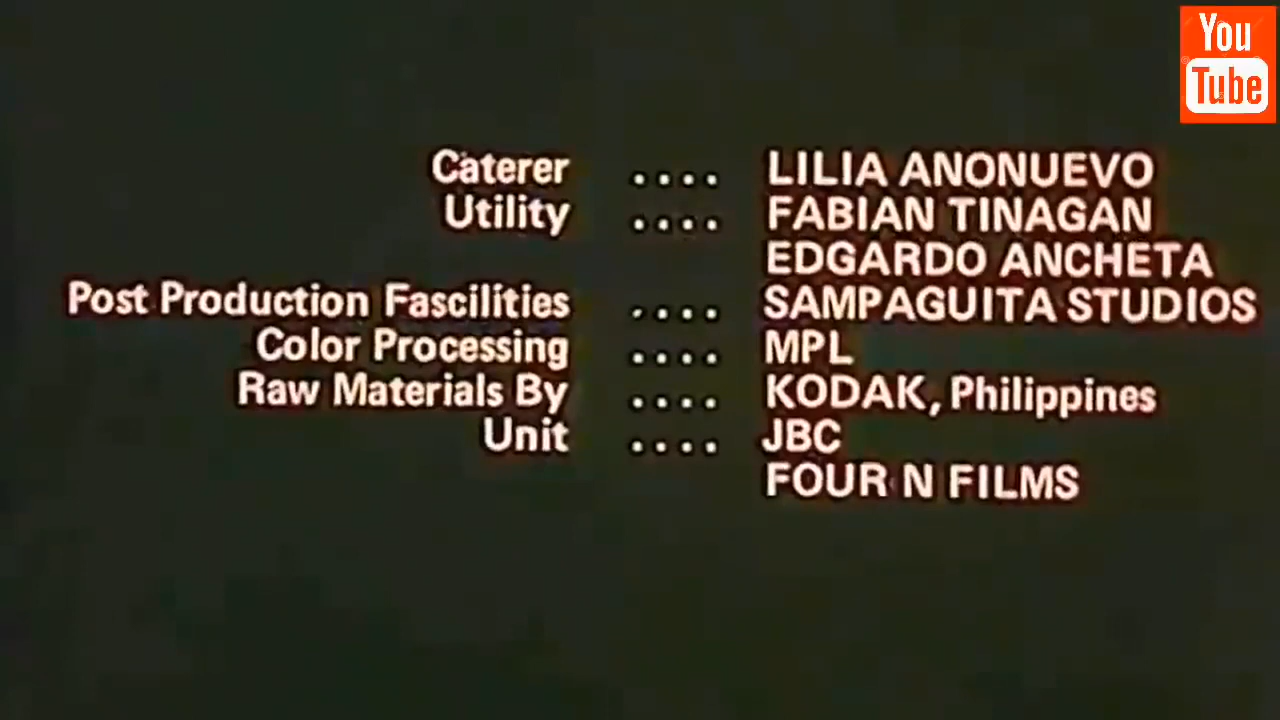 You
Tube
Caterer .... LILIA ANONUEVO
Utility .... FABIAN TINAGAN
EDGARDO ANCHETA
Post Production Fascilities .... SAMPAGUITA STUDIOS
Color Processing .... MPL
Raw Materials By .... KODAK, Philippines
Unit .... JBC
FOUR N FILMS